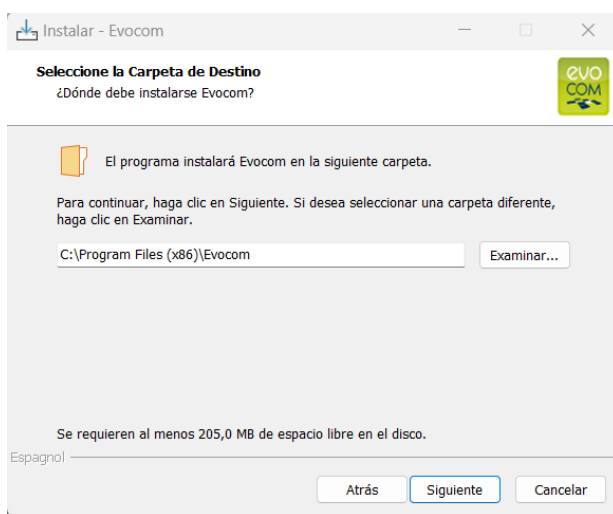 Instalar - Evocom
Seleccione la Carpeta de Destino
¿Dónde debe instalarse Evocom?
evo
COM
El programa instalará Evocom en la siguiente carpeta.
Para continuar, haga clic en Siguiente. Si desea seleccionar una carpeta diferente,
haga clic en Examinar.
C:\Program Files (x86)\Evocom
Examinar...
Se requieren al menos 205,0 MB de espacio libre en el disco.
Espagnol
Atrás
Siguiente
Cancelar